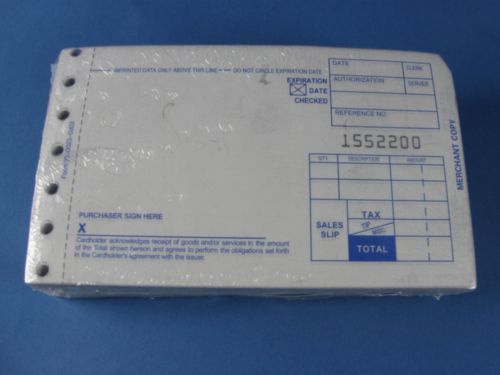 IMPRINTED DATA ONLY ABOVE THIS LINE DO NOT CIRCLE EXPIRATION DATE
EXPIRATION
DATE
CHECKED
DATE
CLERK
AUTHORIZATION
SERVER
REFERENCE NO.
1552200
QTY.
DESCRIPTION
AMOUNT
SALES
SLIP
TAX
TIP
MISC.
TOTAL
MERCHANT COPY
PURCHASER SIGN HERE
X
Cardholder acknowledges receipt of goods and/or services in the amount
of the Total shown hereon and agrees to perform the obligations set forth
in the Cardholder's agreement with the issuer.